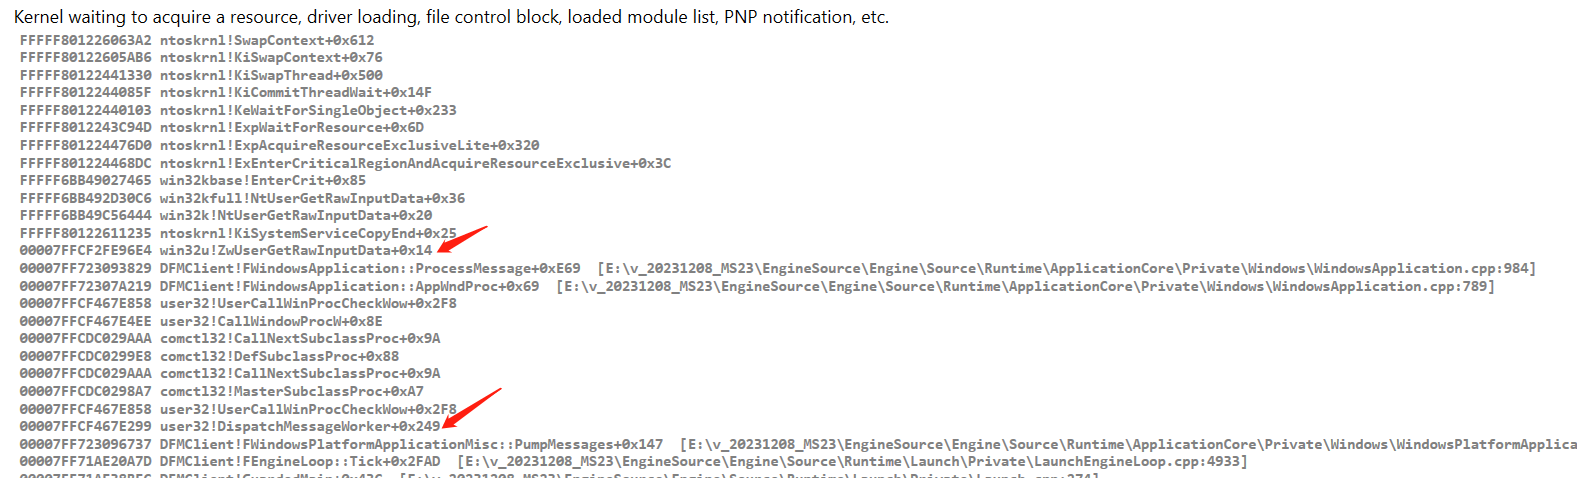 Kernel waiting to acquire a resource, driver loading, file control block, loaded module list, PNP notification, etc.
FFFFF801226063A2 ntoskrnl!SwapContext+0x612
FFFFF80122605AB6 ntoskrnl!KiSwapContext+0x76
FFFFF80122441330 ntoskrnl!KiSwapThread+0x500
FFFFF8012244085F ntoskrnl!KiCommitThreadWait+0x14F
FFFFF80122440103 ntoskrnl!KeWaitForSingleObject+0x233
FFFFF8012243C94D ntoskrnl!ExpWaitForResource+0x6D
FFFFF801224476D0 ntoskrnl!ExpAcquireResourceExclusiveLite+0x320
FFFFF801224468DC ntoskrnl!ExEnterCriticalRegionAndAcquireResourceExclusive+0x3C
FFFFF6BB49027465 win32kbase!EnterCrit+0x85
FFFFF6BB492D30C6 win32kfull!NtUserGetRawInputData+0x36
FFFFF6BB49C56444 win32k!NtUserGetRawInputData+0x20
FFFFF80122611235 ntoskrnl!KiSystemServiceCopyEnd+0x25
00007FFCF2FE96E4 win32u!ZwUserGetRawInputData+0x14
00007FF723093829 DFMClient!FWindowsApplication::ProcessMessage+0xE69 [E:\v_20231208_MS23\EngineSource\Engine\Source\Runtime\ApplicationCore\Private\Windows\WindowsApplication.cpp:984]
00007FF72307A219 DFMClient!FWindowsApplication::AppWndProc+0x69 [E:\v_20231208_MS23\EngineSource\Engine\Source\Runtime\ApplicationCore\Private\Windows\WindowsApplication.cpp:789]
00007FFCF467E858 user32!UserCallWinProcCheckWow+0x2F8
00007FFCF467E4EE user32!CallWindowProcW+0x8E
00007FFCDC029AAA comctl32!CallNextSubclassProc+0x9A
00007FFCDC0299E8 comctl32!DefSubclassProc+0x88
00007FFCDC029AAA comctl32!CallNextSubclassProc+0x9A
00007FFCDC0298A7 comctl32!MasterSubclassProc+0xA7
00007FFCF467E858 user32!UserCallWinProcCheckWow+0x2F8
00007FFCF467E299 user32!DispatchMessageWorker+0x249
00007FF723096737 DFMClient!FWindowsPlatformApplicationMisc::PumpMessages+0x147 [E:\v_20231208_MS23\EngineSource\Engine\Source\Runtime\ApplicationCore\Private\Windows\WindowsPlatformApplica
00007FF71AE20A7D DFMClient!FEngineLoop::Tick+0x2FAD [E:\v_20231208_MS23\EngineSource\Engine\Source\Runtime\Launch\Private\LaunchEngineLoop.cpp:4933]